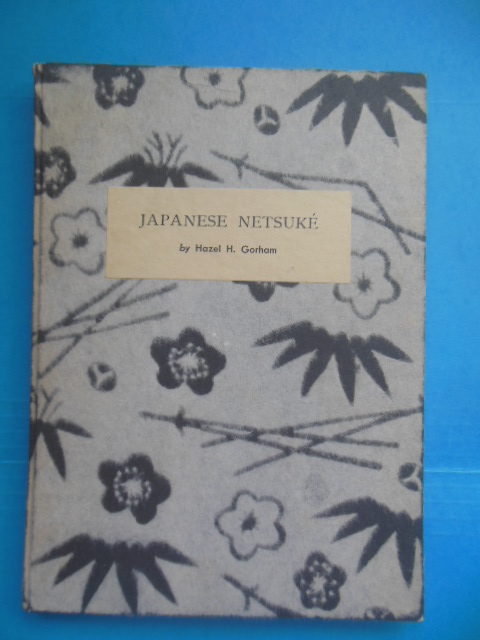 JAPANESE NETSUKÉ
by Hazel H. Gorham